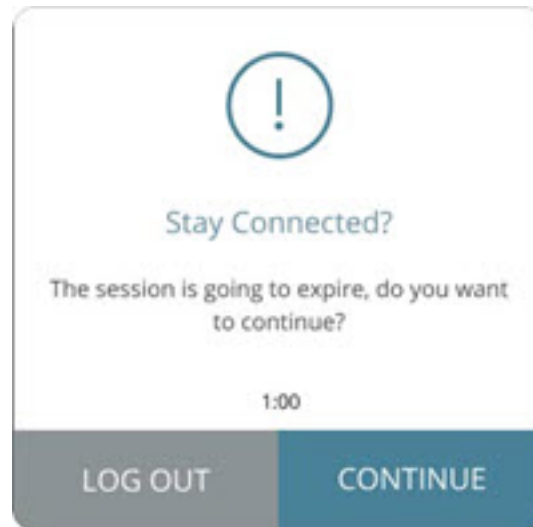 Stay Connected?
The session is going to expire, do you want
to continue?
1:00
LOG OUT
CONTINUE